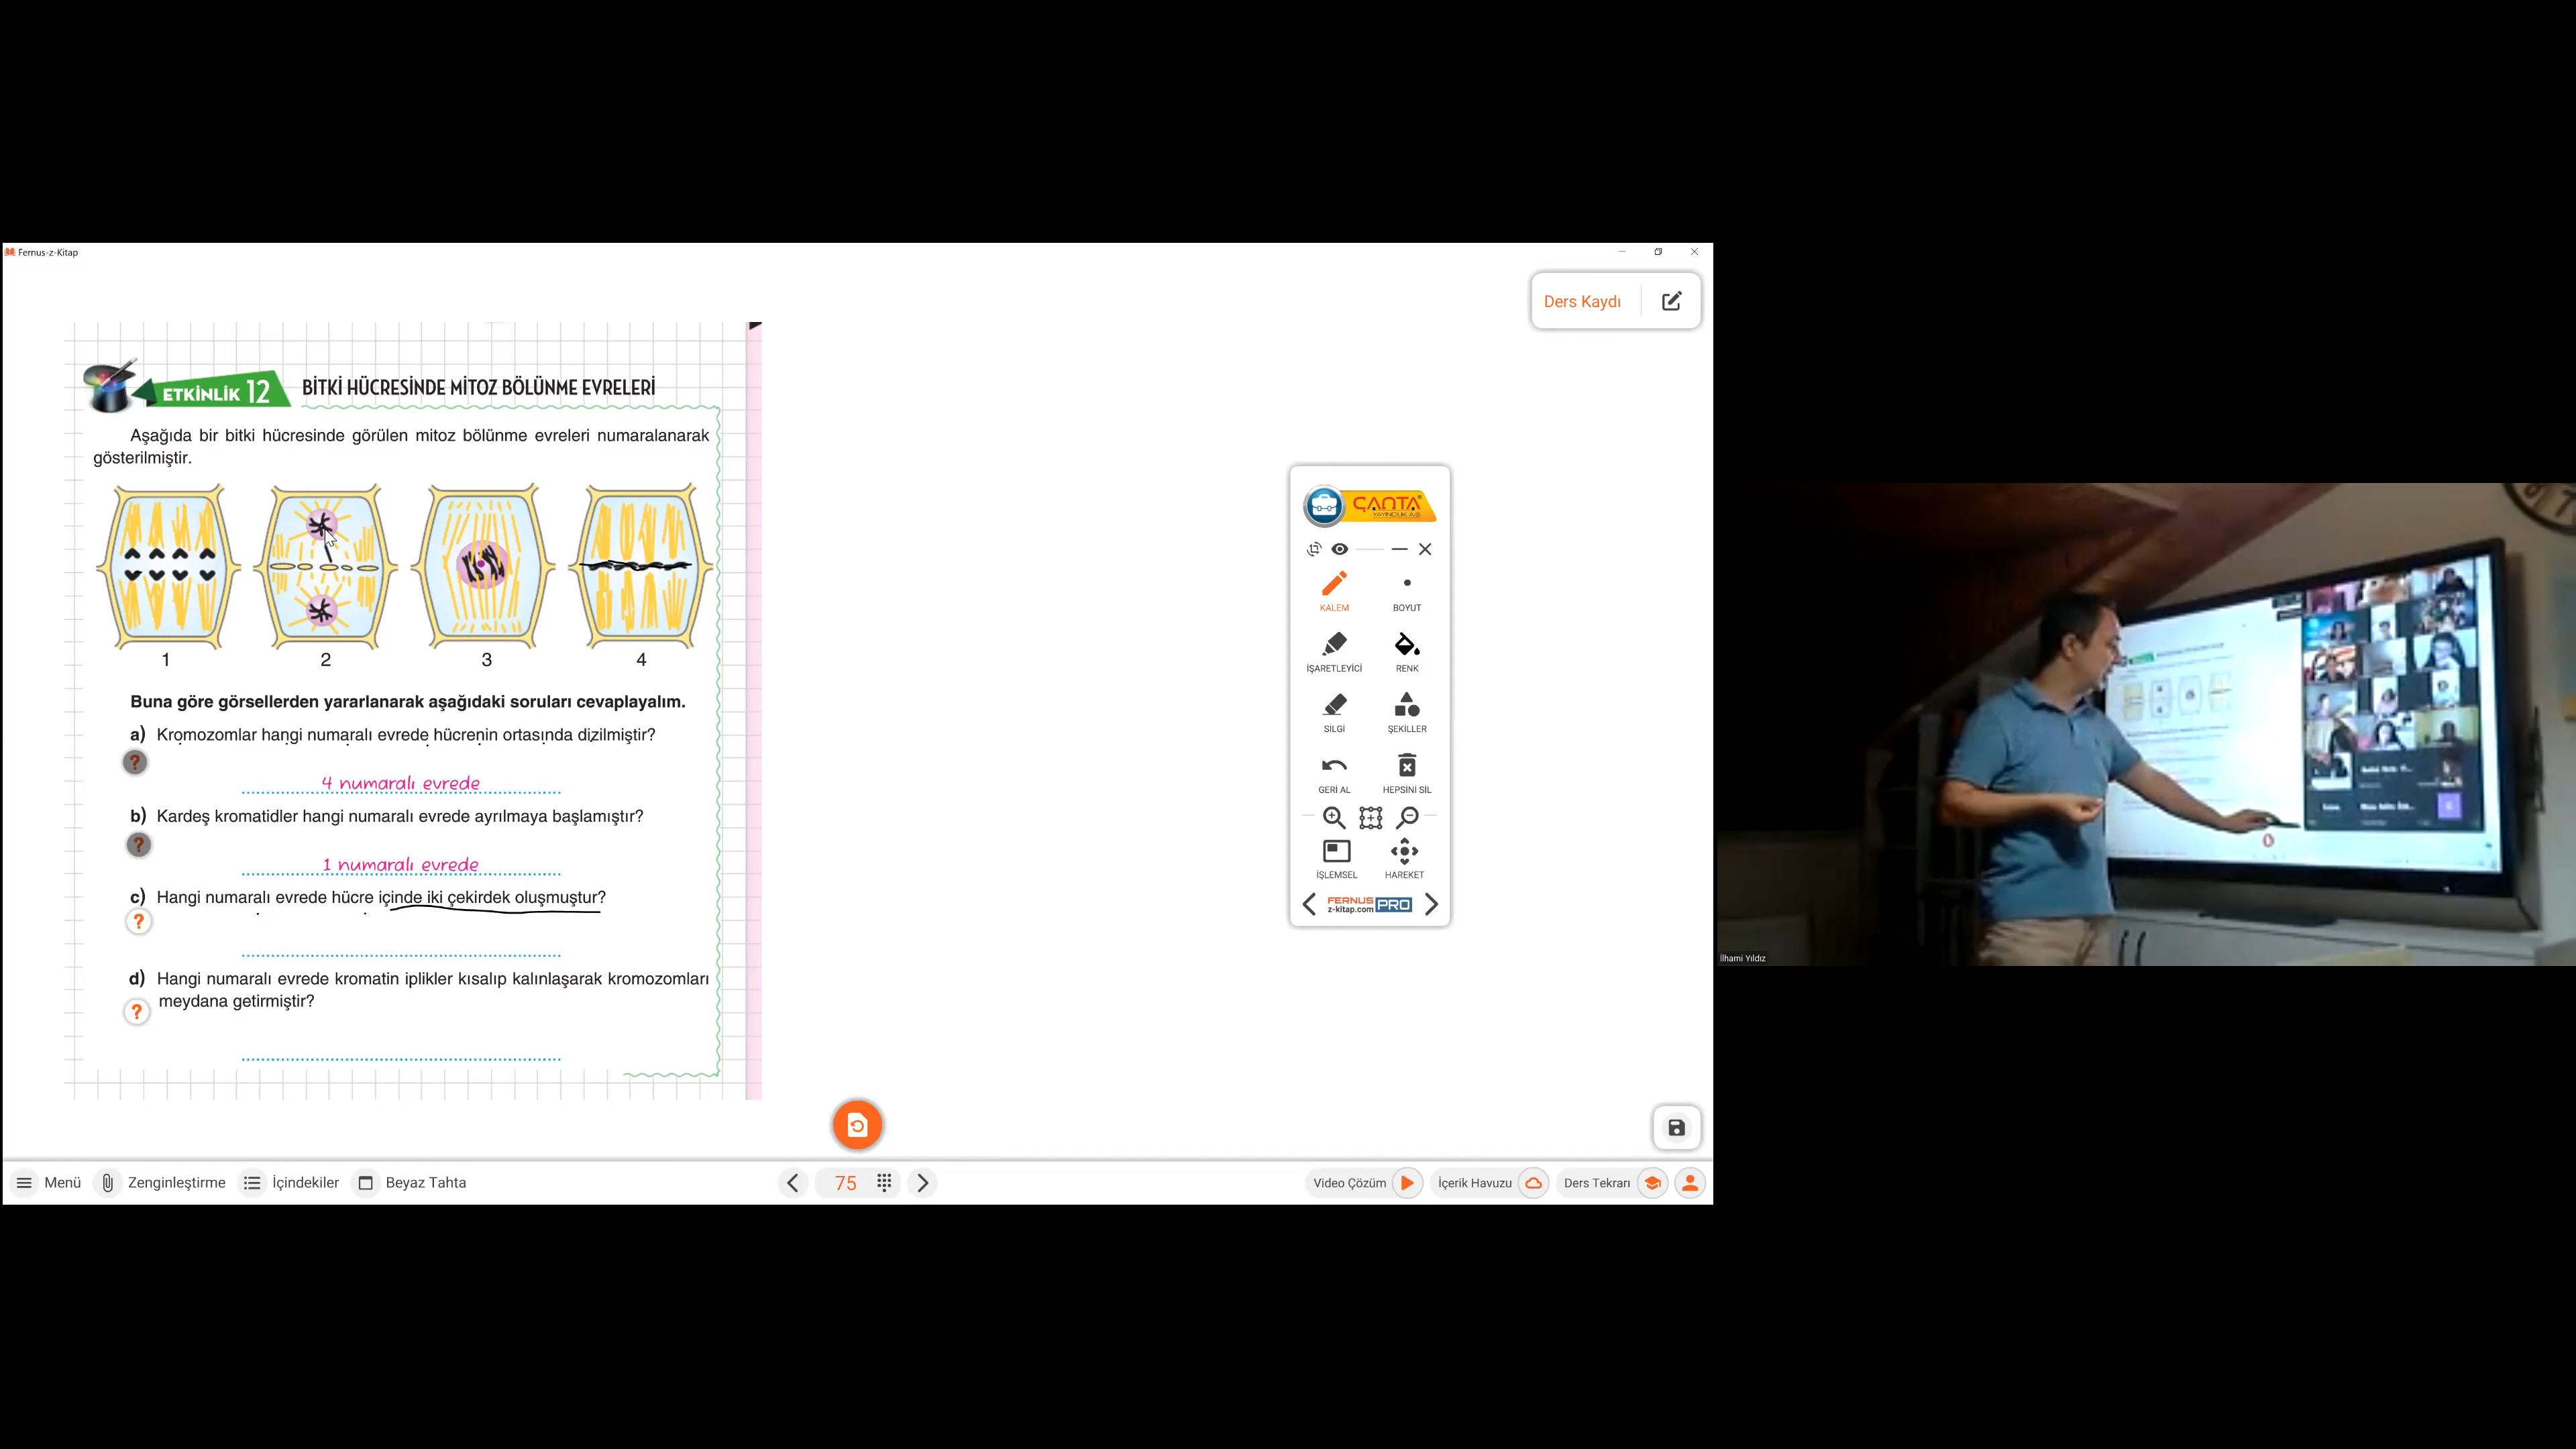 Fernus-z-Kitap
Ders Kaydı
ETKİNLİK 12
BİTKİ HÜCRESİNDE MİTOZ BÖLÜNME EVRELERİ
Aşağıda bir bitki hücresinde görülen mitoz bölünme evreleri numaralanarak
gösterilmiştir.
1 2 3 4
Buna göre görsellerden yararlanarak aşağıdaki soruları cevaplayalım.
a) Kromozomlar hangi numaralı evrede hücrenin ortasında dizilmiştir?
?
4 numaralı evrede
b) Kardeş kromatidler hangi numaralı evrede ayrılmaya başlamıştır?
?
1 numaralı evrede
c) Hangi numaralı evrede hücre içinde iki çekirdek oluşmuştur?
?
d) Hangi numaralı evrede kromatin iplikler kısalıp kalınlaşarak kromozomları
meydana getirmiştir?
?
ÇANTA
YAYINCILIK A.Ş.
KALEM BOYUT
İŞARETLEYİCİ RENK
SİLGİ ŞEKİLLER
GERİ AL HEPSİNİ SİL
İŞLEMSEL HAREKET
FERNUS
z-kitap.com PRO
Menü Zenginleştirme İçindekiler Beyaz Tahta
75
Video Çözüm İçerik Havuzu Ders Tekrarı
İlhami Yıldız